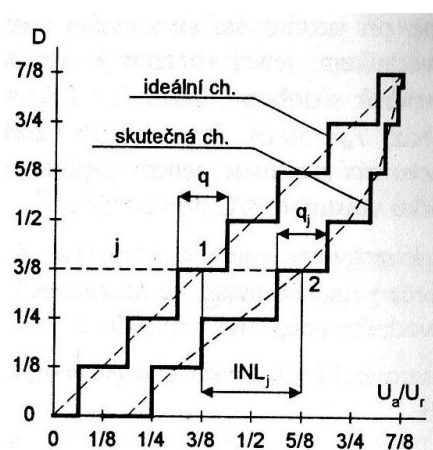 D
7/8
ideální ch.
3/4
skutečná ch.
5/8
q
q_j
1/2
j
1
3/8
2
1/4
1/8
INL_j
U_a/U_r
0
0 1/8 1/4 3/8 1/2 5/8 3/4 7/8